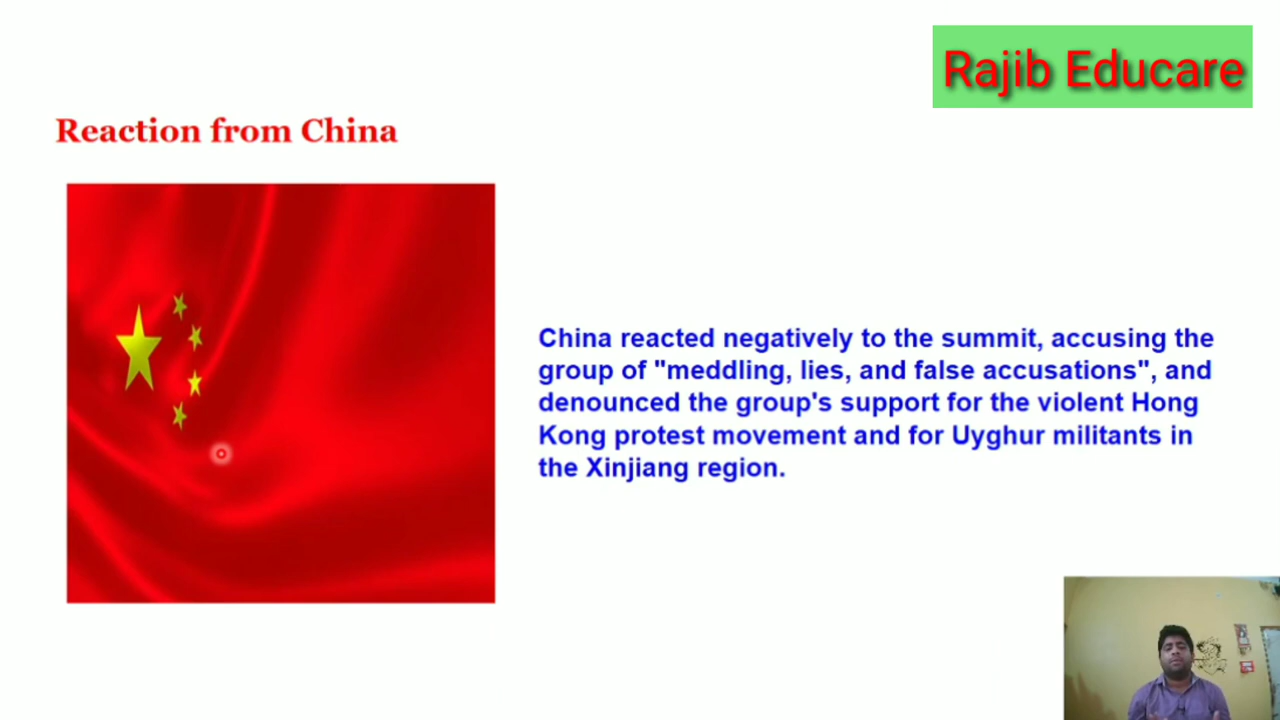 Rajib Educare
Reaction from China
China reacted negatively to the summit, accusing the
group of "meddling, lies, and false accusations", and
denounced the group's support for the violent Hong
Kong protest movement and for Uyghur militants in
the Xinjiang region.